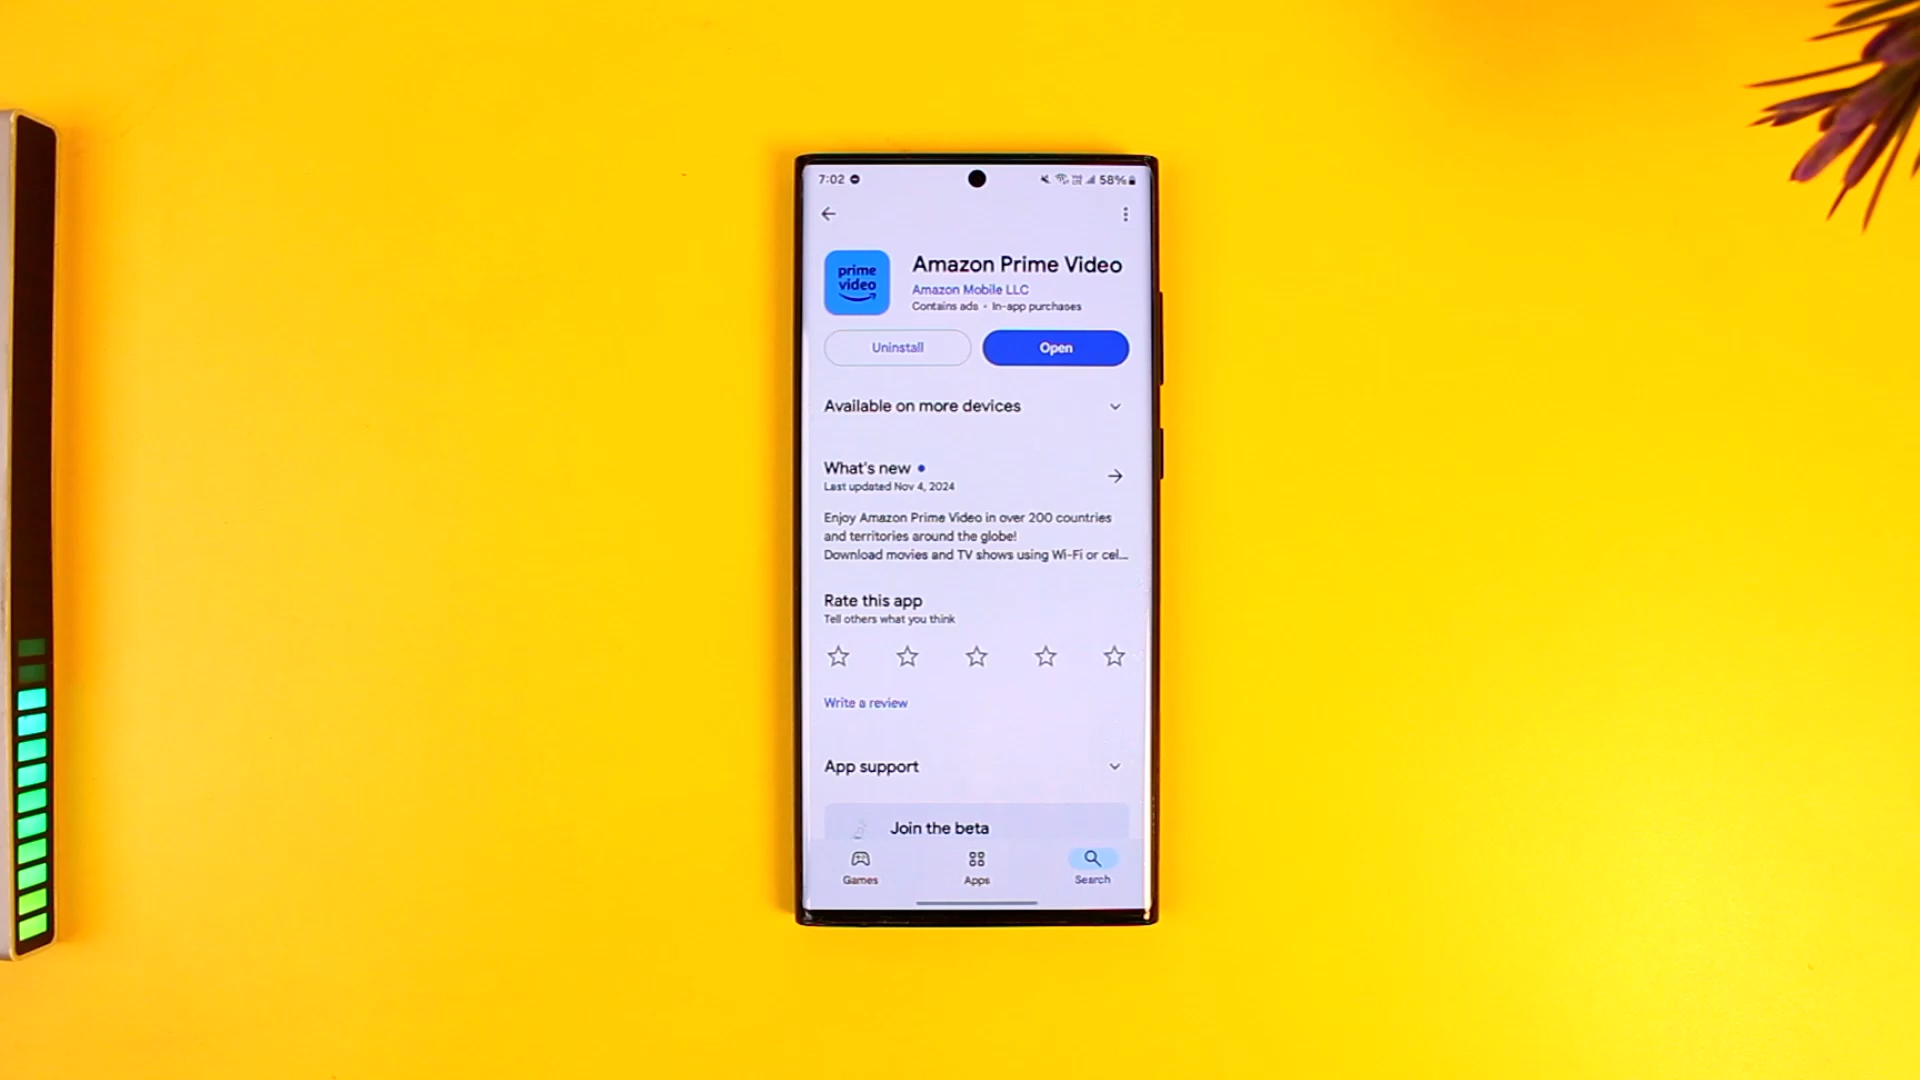 7:02
58%
prime
video
Amazon Prime Video
Amazon Mobile LLC
Contains ads • In-app purchases
Uninstall
Open
Available on more devices
What's new •
Last updated Nov 4, 2024
Enjoy Amazon Prime Video in over 200 countries
and territories around the globe!
Download movies and TV shows using Wi-Fi or cel...
Rate this app
Tell others what you think
Write a review
App support
Join the beta
Games
Apps
Search